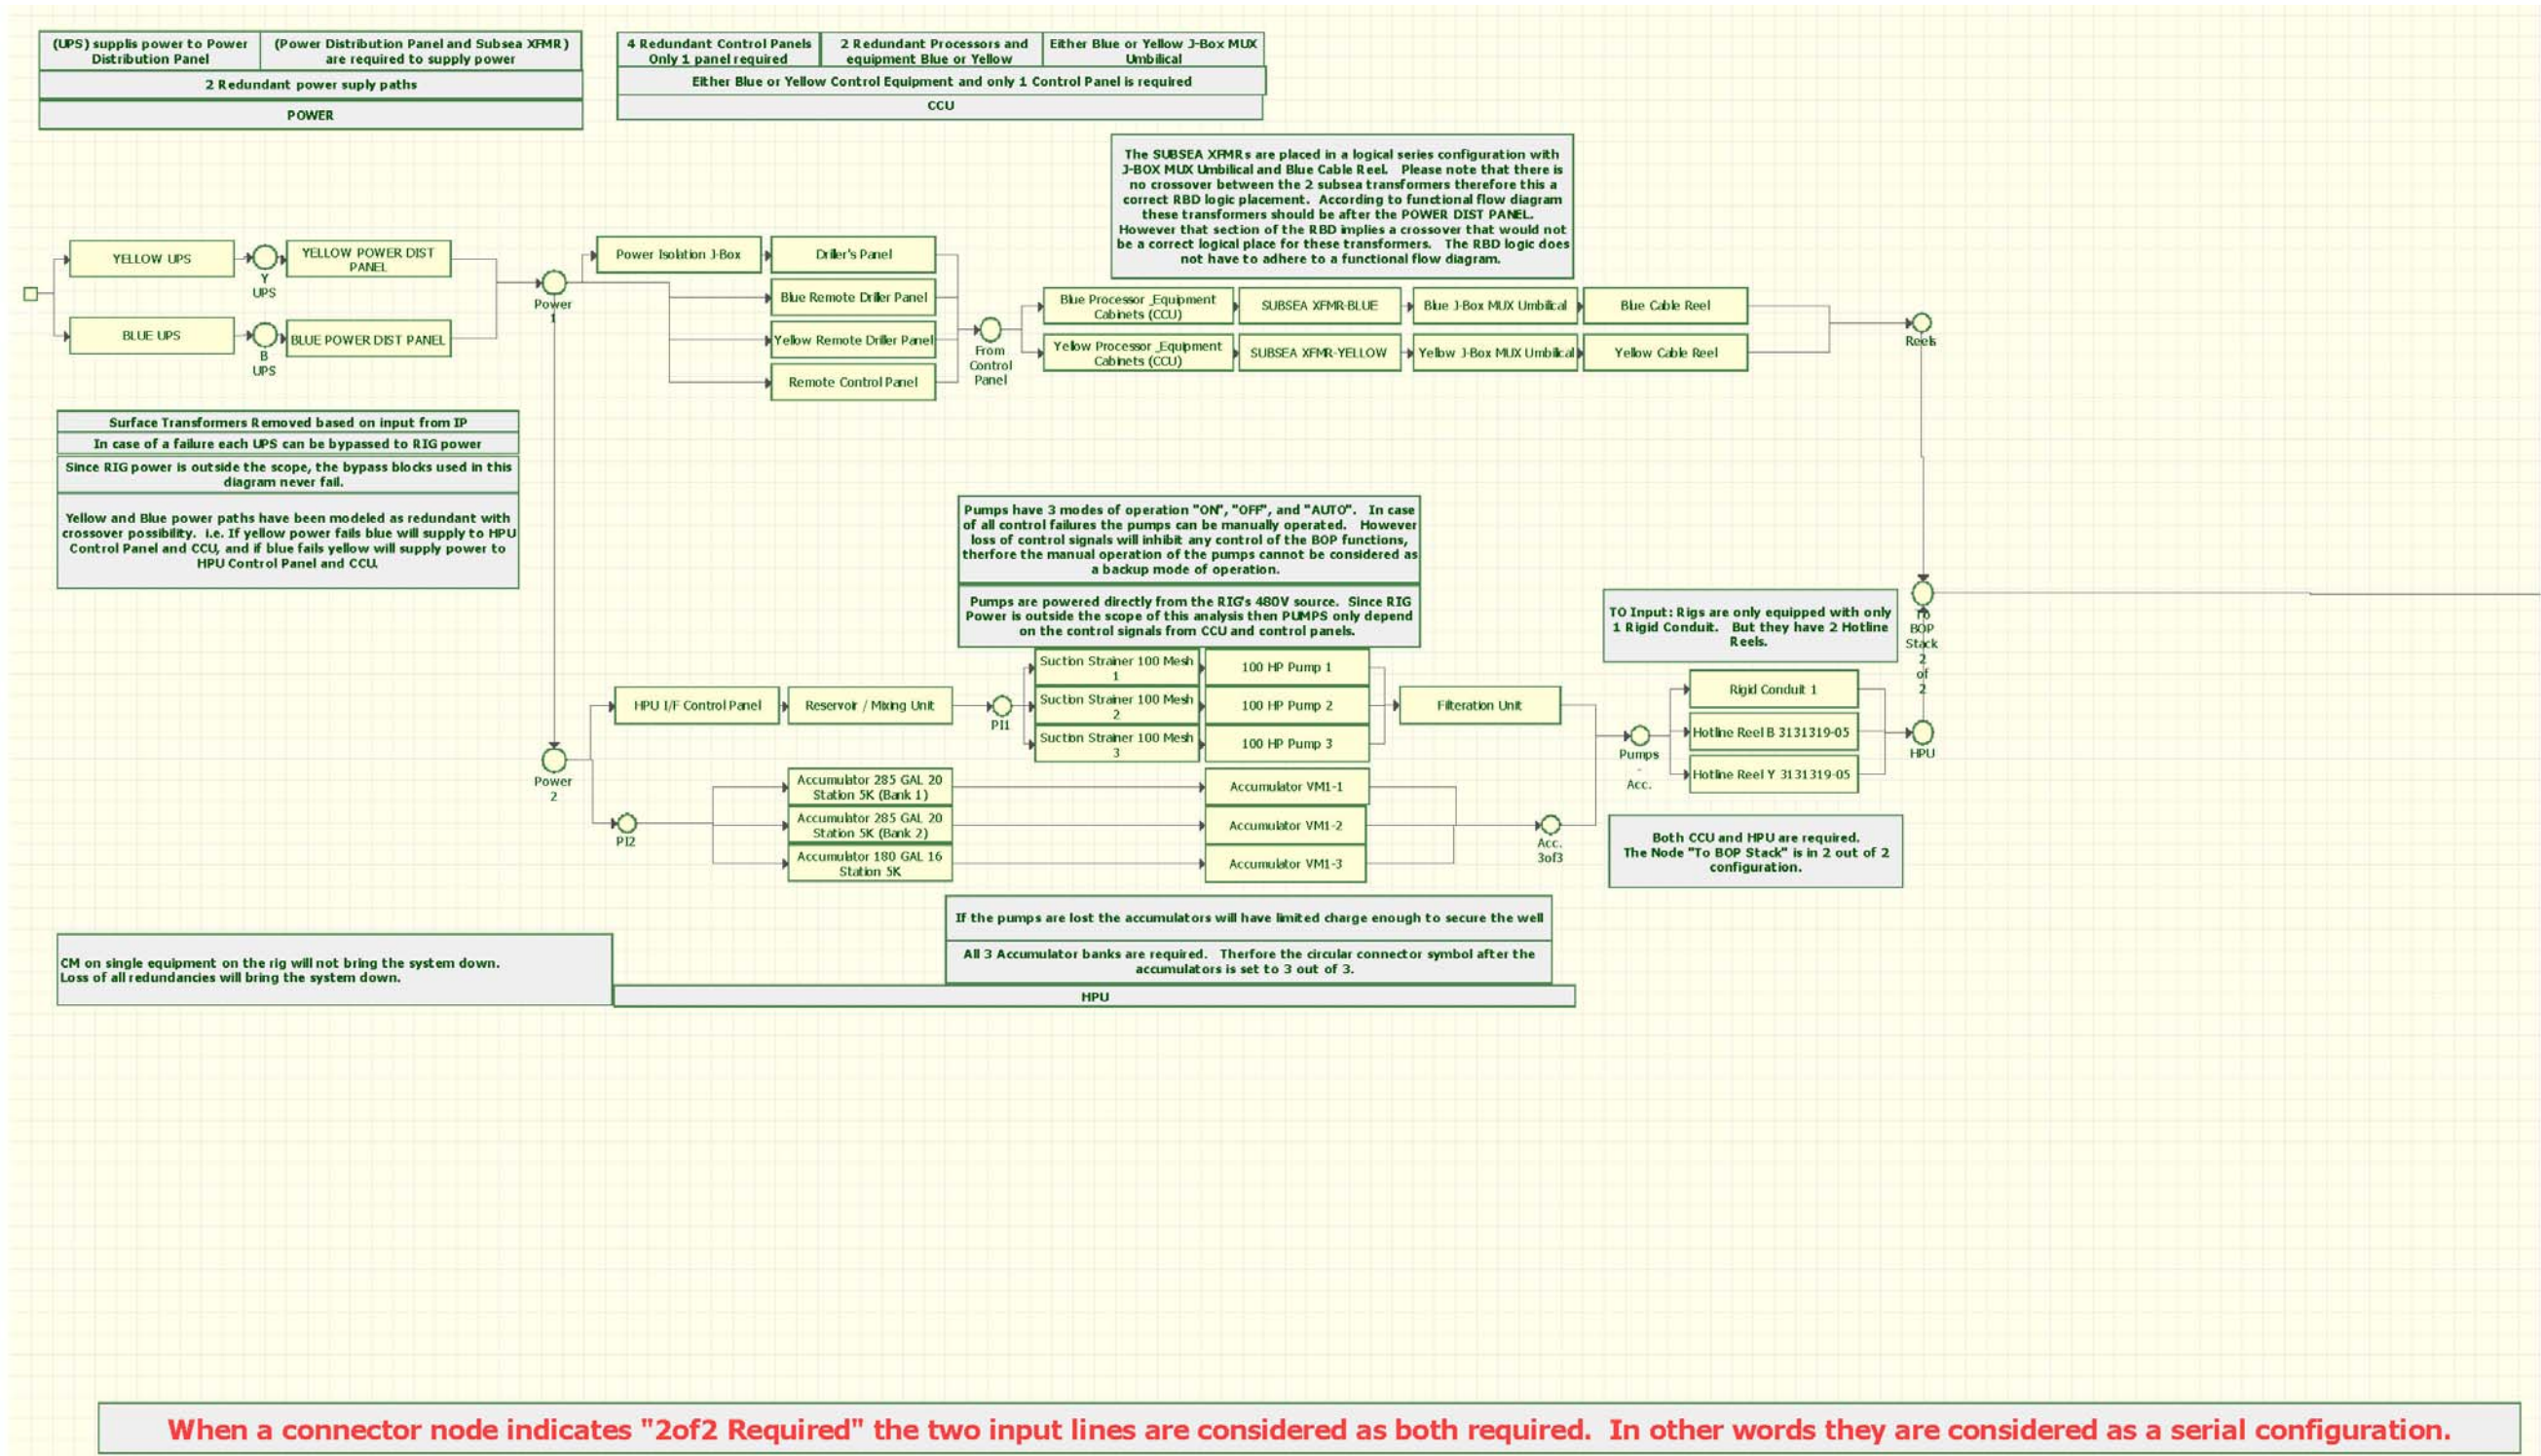 (UPS) supplis power to Power
Distribution Panel
(Power Distribution Panel and Subsea XFMR)
are required to supply power
2 Redundant power suply paths
POWER
4 Redundant Control Panels
Only 1 panel required
2 Redundant Processors and
equipment Blue or Yellow
Either Blue or Yellow J-Box MUX
Umbilical
Either Blue or Yellow Control Equipment and only 1 Control Panel is required
CCU
The SUBSEA XFMRs are placed in a logical series configuration with
J-BOX MUX Umbilical and Blue Cable Reel. Please note that there is
no crossover between the 2 subsea transformers therefore this a
correct RBD logic placement. According to functional flow diagram
these transformers should be after the POWER DIST PANEL.
However that section of the RBD implies a crossover that would not
be a correct logical place for these transformers. The RBD logic does
not have to adhere to a functional flow diagram.
YELLOW UPS
Y
UPS
YELLOW POWER DIST
PANEL
BLUE UPS
B
UPS
BLUE POWER DIST PANEL
Power
1
Power Isolation J-Box
Driller's Panel
Blue Remote Driller Panel
Yellow Remote Driller Panel
Remote Control Panel
From
Control
Panel
Blue Processor _Equipment
Cabinets (CCU)
SUBSEA XFMR-BLUE
Blue J-Box MUX Umbilical
Blue Cable Reel
Yellow Processor _Equipment
Cabinets (CCU)
SUBSEA XFMR-YELLOW
Yellow J-Box MUX Umbilical
Yellow Cable Reel
Reels
Surface Transformers Removed based on input from IP
In case of a failure each UPS can be bypassed to RIG power
Since RIG power is outside the scope, the bypass blocks used in this
diagram never fail.
Yellow and Blue power paths have been modeled as redundant with
crossover possibility. i.e. If yellow power fails blue will supply to HPU
Control Panel and CCU, and if blue fails yellow will supply power to
HPU Control Panel and CCU.
Pumps have 3 modes of operation "ON", "OFF", and "AUTO". In case
of all control failures the pumps can be manually operated. However
loss of control signals will inhibit any control of the BOP functions,
therfore the manual operation of the pumps cannot be considered as
a backup mode of operation.
Pumps are powered directly from the RIG's 480V source. Since RIG
Power is outside the scope of this analysis then PUMPS only depend
on the control signals from CCU and control panels.
TO Input: Rigs are only equipped with only
1 Rigid Conduit. But they have 2 Hotline
Reels.
To
BOP
Stack
2
of
2
Power
2
HPU I/F Control Panel
Reservoir / Mixing Unit
PI1
Suction Strainer 100 Mesh
1
100 HP Pump 1
Suction Strainer 100 Mesh
2
100 HP Pump 2
Suction Strainer 100 Mesh
3
100 HP Pump 3
Filteration Unit
Pumps
-
Acc.
Rigid Conduit 1
Hotline Reel B 3131319-05
Hotline Reel Y 3131319-05
HPU
PI2
Accumulator 285 GAL 20
Station 5K (Bank 1)
Accumulator VM1-1
Accumulator 285 GAL 20
Station 5K (Bank 2)
Accumulator VM1-2
Accumulator 180 GAL 16
Station 5K
Accumulator VM1-3
Acc.
3of3
Both CCU and HPU are required.
The Node "To BOP Stack" is in 2 out of 2
configuration.
If the pumps are lost the accumulators will have limited charge enough to secure the well
All 3 Accumulator banks are required. Therfore the circular connector symbol after the
accumulators is set to 3 out of 3.
CM on single equipment on the rig will not bring the system down.
Loss of all redundancies will bring the system down.
HPU
When a connector node indicates "2of2 Required" the two input lines are considered as both required. In other words they are considered as a serial configuration.